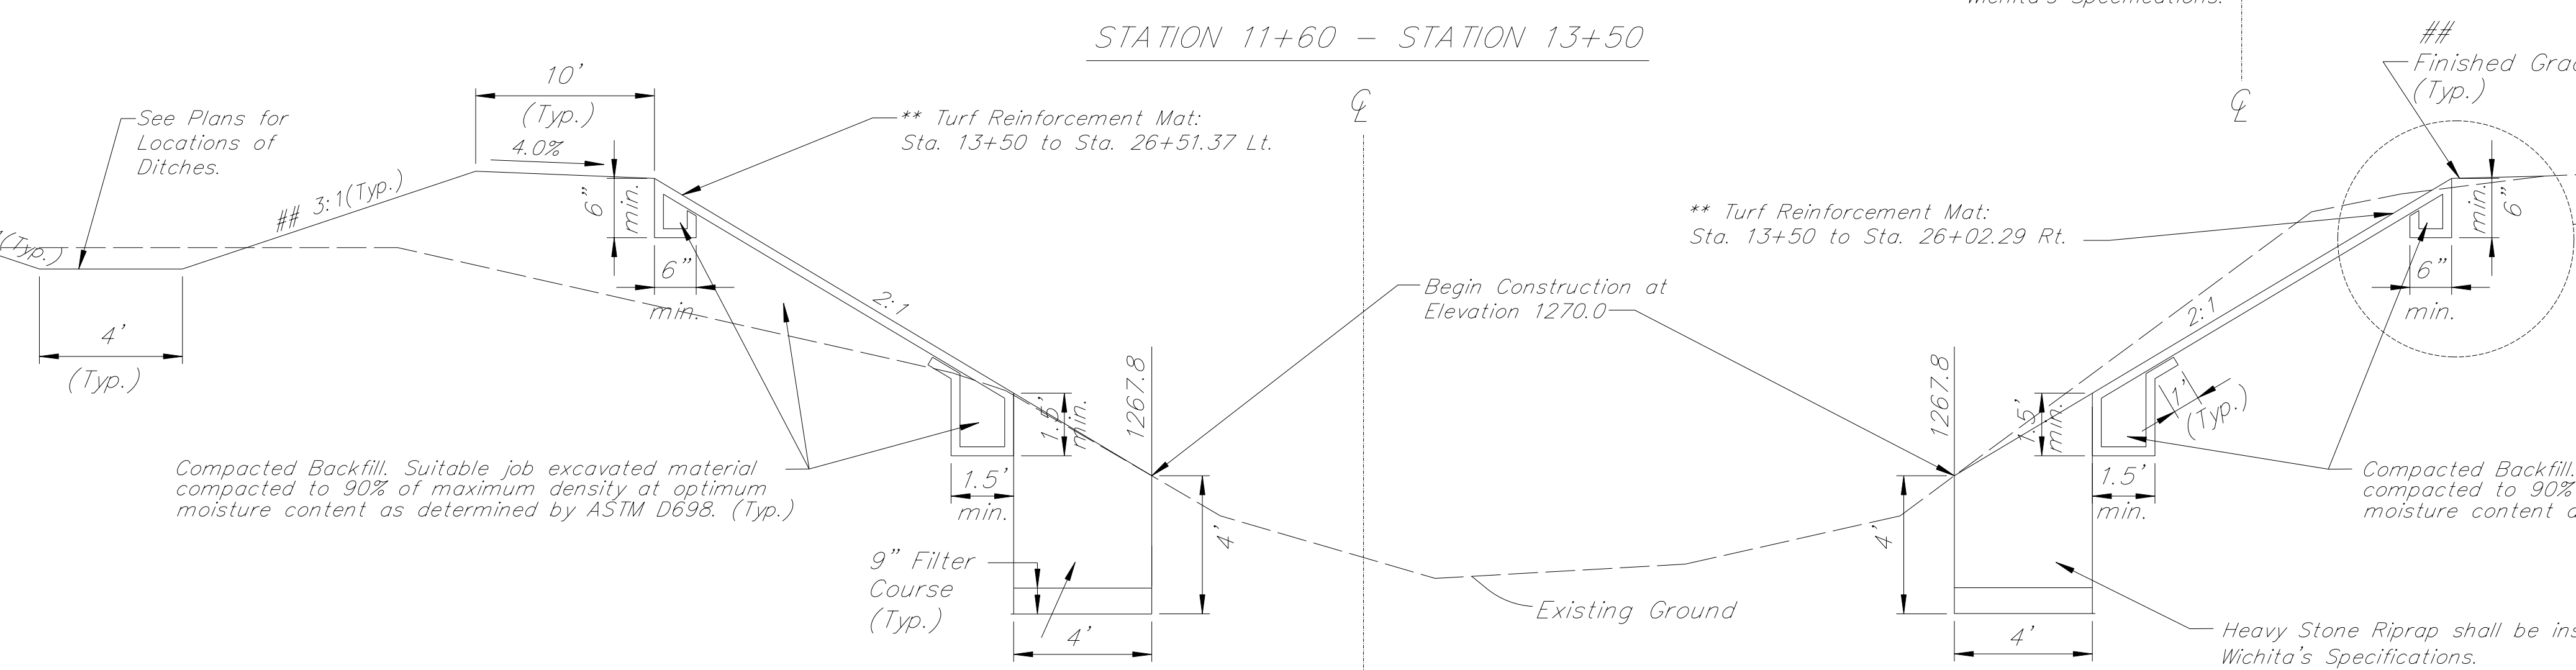 Wichita's Specifications.
STATION 11+60 - STATION 13+50
##
Finished
(Typ.)
10'
(Typ.)
4.0%
See Plans for
Locations of
Ditches.
** Turf Reinforcement Mat:
Sta. 13+50 to Sta. 26+51.37 Lt.
℄
℄
## 3:1(Typ.)
(Typ.)
6"
min.
6"
min.
2:1
4'
(Typ.)
** Turf Reinforcement Mat:
Sta. 13+50 to Sta. 26+02.29 Rt.
Begin Construction at
Elevation 1270.0
6"
min.
6"
min.
2:1
1267.8
1267.8
1.5'
min.
1.5'
min.
1'
(Typ.)
Compacted Backfill. Suitable job excavated material
compacted to 90% of maximum density at optimum
moisture content as determined by ASTM D698. (Typ.)
1.5'
min.
1.5'
min.
Compacted Backfill.
compacted to 90%
moisture content
4'
4'
9" Filter
Course
(Typ.)
Existing Ground
4'
4'
Heavy Stone Riprap shall be
Wichita's Specifications.